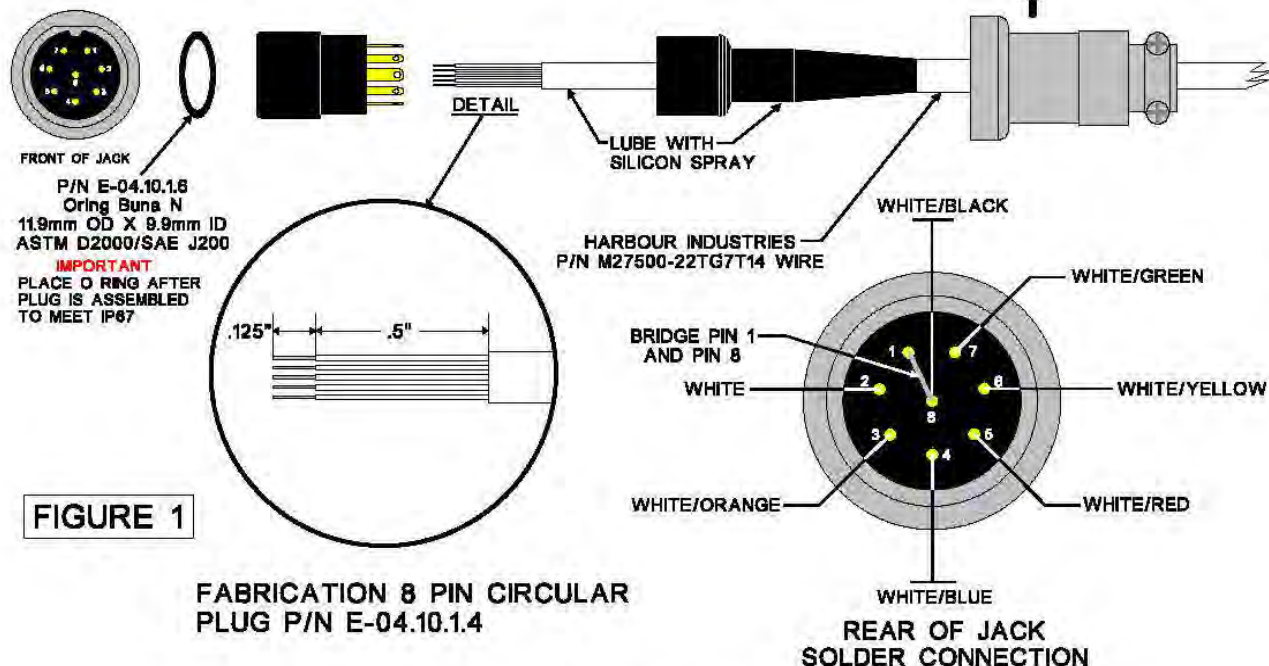 FRONT OF JACK
P/N E-04.10.1.6
Oring Buna N
11.9mm OD X 9.9mm ID
ASTM D2000/SAE J200
IMPORTANT
PLACE O RING AFTER
PLUG IS ASSEMBLED
TO MEET IP67
DETAIL
LUBE WITH
SILICON SPRAY
HARBOUR INDUSTRIES
P/N M27500-22TG7T14 WIRE
.125"
.5"
FIGURE 1
FABRICATION 8 PIN CIRCULAR
PLUG P/N E-04.10.1.4
WHITE/BLACK
WHITE/GREEN
BRIDGE PIN 1
AND PIN 8
1
7
WHITE
2
6
WHITE/YELLOW
8
3
5
4
WHITE/ORANGE
WHITE/RED
WHITE/BLUE
REAR OF JACK
SOLDER CONNECTION